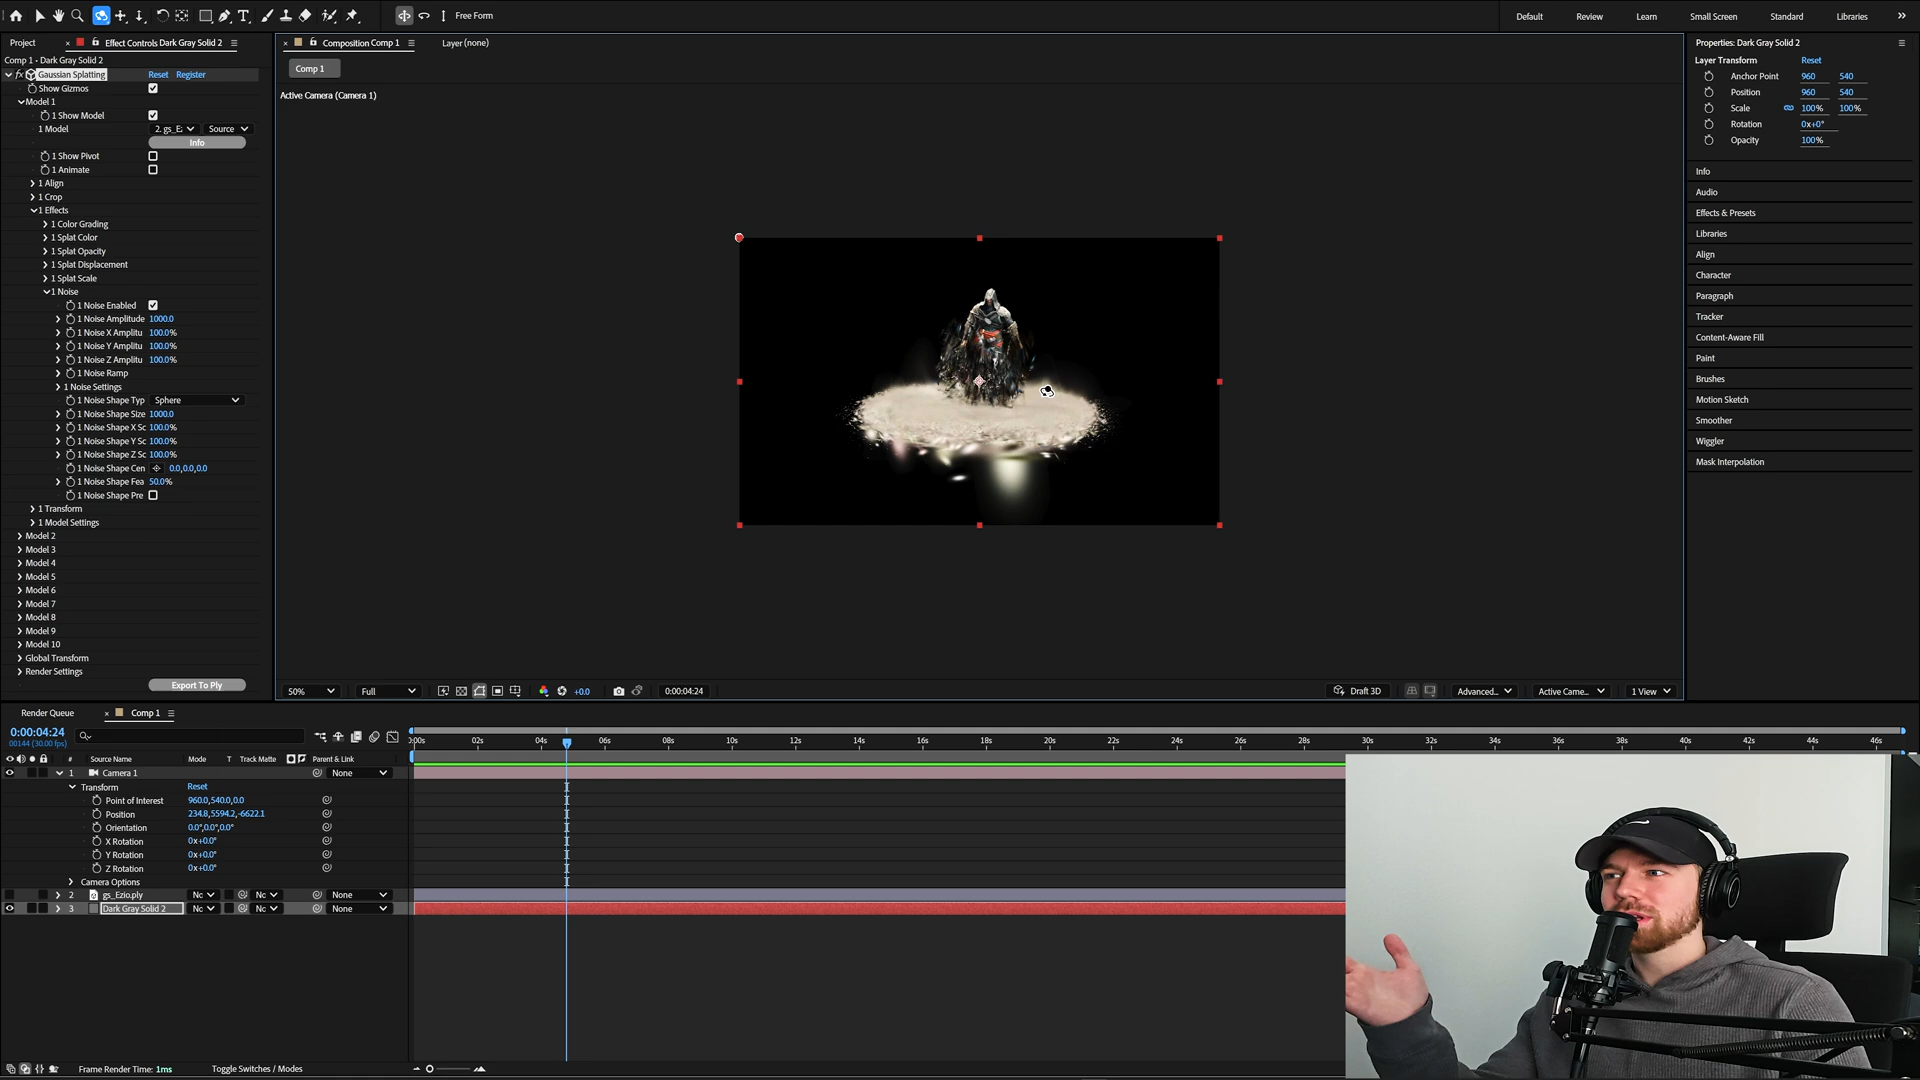 Free Form
Default
Review
Learn
Small Screen
Standard
Libraries
Project
Effect Controls Dark Gray Solid 2
Composition Comp 1
Layer (none)
Properties: Dark Gray Solid 2
Comp 1 • Dark Gray Solid 2
Comp 1
Layer Transform Reset
fx Gaussian Splatting Reset Register
Anchor Point 960 540
Show Gizmos
Position 960 540
Active Camera (Camera 1)
Model 1
Scale 100% 100%
1 Show Model
Rotation 0x+0°
1 Model 2. gs_E: Source
Opacity 100%
Info
1 Show Pivot
1 Animate
Info
1 Align
Audio
1 Crop
Effects & Presets
1 Effects
Libraries
1 Color Grading
Align
1 Splat Color
Character
1 Splat Opacity
Paragraph
1 Splat Displacement
Tracker
1 Splat Scale
Content-Aware Fill
1 Noise
Paint
1 Noise Enabled
Brushes
1 Noise Amplitude 1000.0
Motion Sketch
1 Noise X Amplitu 100.0%
Smoother
1 Noise Y Amplitu 100.0%
Wiggler
1 Noise Z Amplitu 100.0%
Mask Interpolation
1 Noise Ramp
1 Noise Settings
1 Noise Shape Typ Sphere
1 Noise Shape Size 1000.0
1 Noise Shape X Sc 100.0%
1 Noise Shape Y Sc 100.0%
1 Noise Shape Z Sc 100.0%
1 Noise Shape Cen 0.0,0.0,0.0
1 Noise Shape Fea 50.0%
1 Noise Shape Pre
1 Transform
1 Model Settings
Model 2
Model 3
Model 4
Model 5
Model 6
Model 7
Model 8
Model 9
Model 10
Global Transform
Render Settings
Export To Ply
50% Full +0.0 0:00:04:24 Draft 3D Advanced... Active Came... 1 View
Render Queue
Comp 1
0:00:04:24
00144 (30.00 fps)
0:00s 02s 04s 06s 08s 10s 12s 14s 16s 18s 20s 22s 24s 26s 28s 30s 32s 34s 36s 38s 40s 42s 44s 46s
# Source Name Mode T Track Matte Parent & Link
1 Camera 1 None
Transform Reset
Point of Interest 960.0,540.0,0.0
Position 234.8,5594.2,-6622.1
Orientation 0.0°,0.0°,0.0°
X Rotation 0x+0.0°
Y Rotation 0x+0.0°
Z Rotation 0x+0.0°
Camera Options
2 gs_Ezio.ply Nc Nc None
3 Dark Gray Solid 2 Nc Nc None
Frame Render Time: 1ms
Toggle Switches / Modes